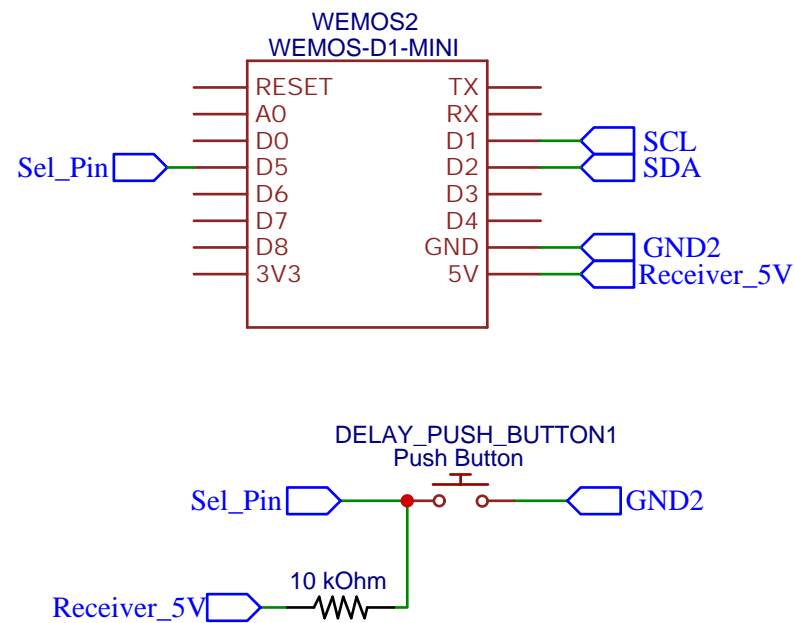 WEMOS2
WEMOS-D1-MINI
RESET TX
A0 RX
D0 D1 SCL
Sel_Pin D5 D2 SDA
D6 D3
D7 D4
D8 GND GND2
3V3 5V Receiver_5V
DELAY_PUSH_BUTTON1
Push Button
Sel_Pin GND2
10 kOhm
Receiver_5V